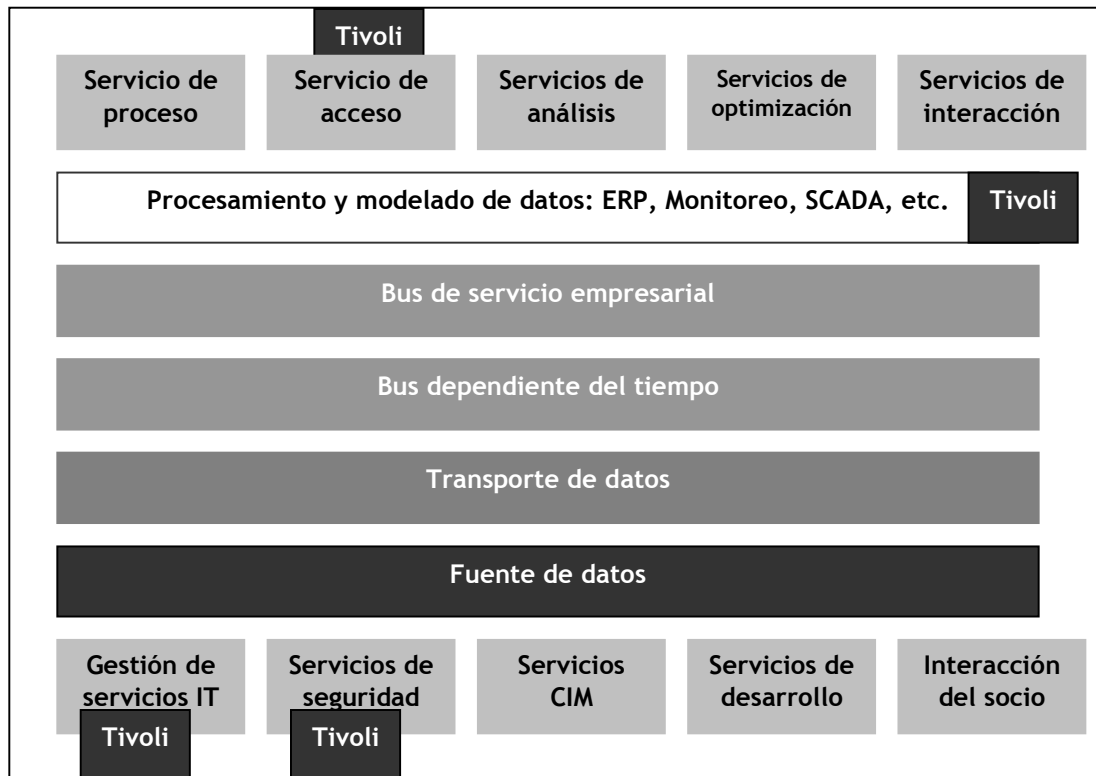 Tivoli
Servicio de
proceso
Servicio de
acceso
Servicios de
análisis
Servicios de
optimización
Servicios de
interacción
Procesamiento y modelado de datos: ERP, Monitoreo, SCADA, etc.
Tivoli
Bus de servicio empresarial
Bus dependiente del tiempo
Transporte de datos
Fuente de datos
Gestión de
servicios IT
Servicios de
seguridad
Servicios
CIM
Servicios de
desarrollo
Interacción
del socio
Tivoli
Tivoli